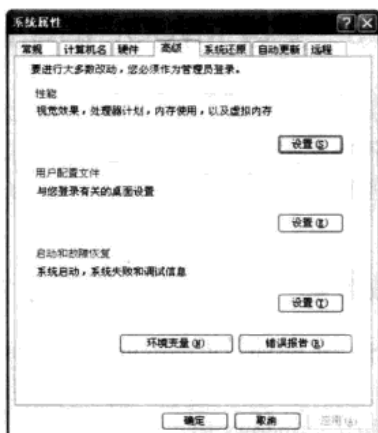 系统属性
常规 计算机名 硬件 高级 系统还原 自动更新 远程
要进行大多数改动，您必须作为管理员登录。
性能
视觉效果，处理器计划，内存使用，以及虚拟内存
设置(S)
用户配置文件
与您登录有关的桌面设置
设置(E)
启动和故障恢复
系统启动，系统失败和调试信息
设置(T)
环境变量(N) 错误报告(R)
确定 取消 应用(A)